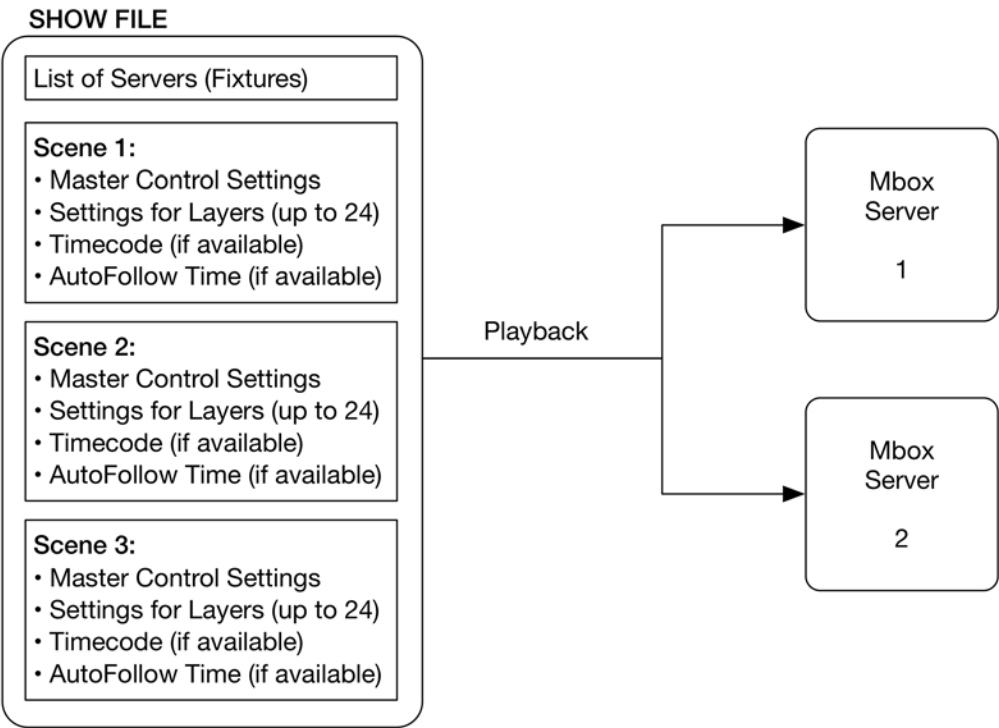 SHOW FILE
List of Servers (Fixtures)
Scene 1:
• Master Control Settings
• Settings for Layers (up to 24)
• Timecode (if available)
• AutoFollow Time (if available)
Scene 2:
• Master Control Settings
• Settings for Layers (up to 24)
• Timecode (if available)
• AutoFollow Time (if available)
Scene 3:
• Master Control Settings
• Settings for Layers (up to 24)
• Timecode (if available)
• AutoFollow Time (if available)
Playback
Mbox
Server
1
Mbox
Server
2